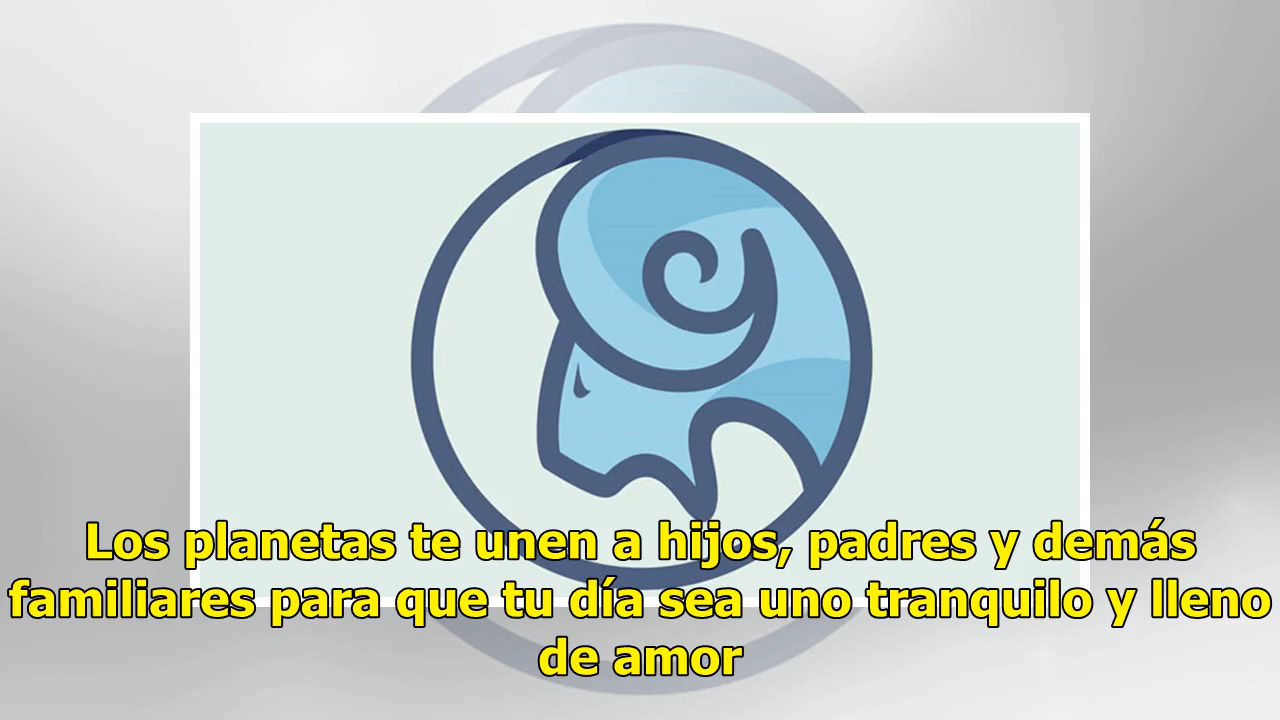 Los planetas te unen a hijos, padres y demás
familiares para que tu día sea uno tranquilo y lleno
de amor